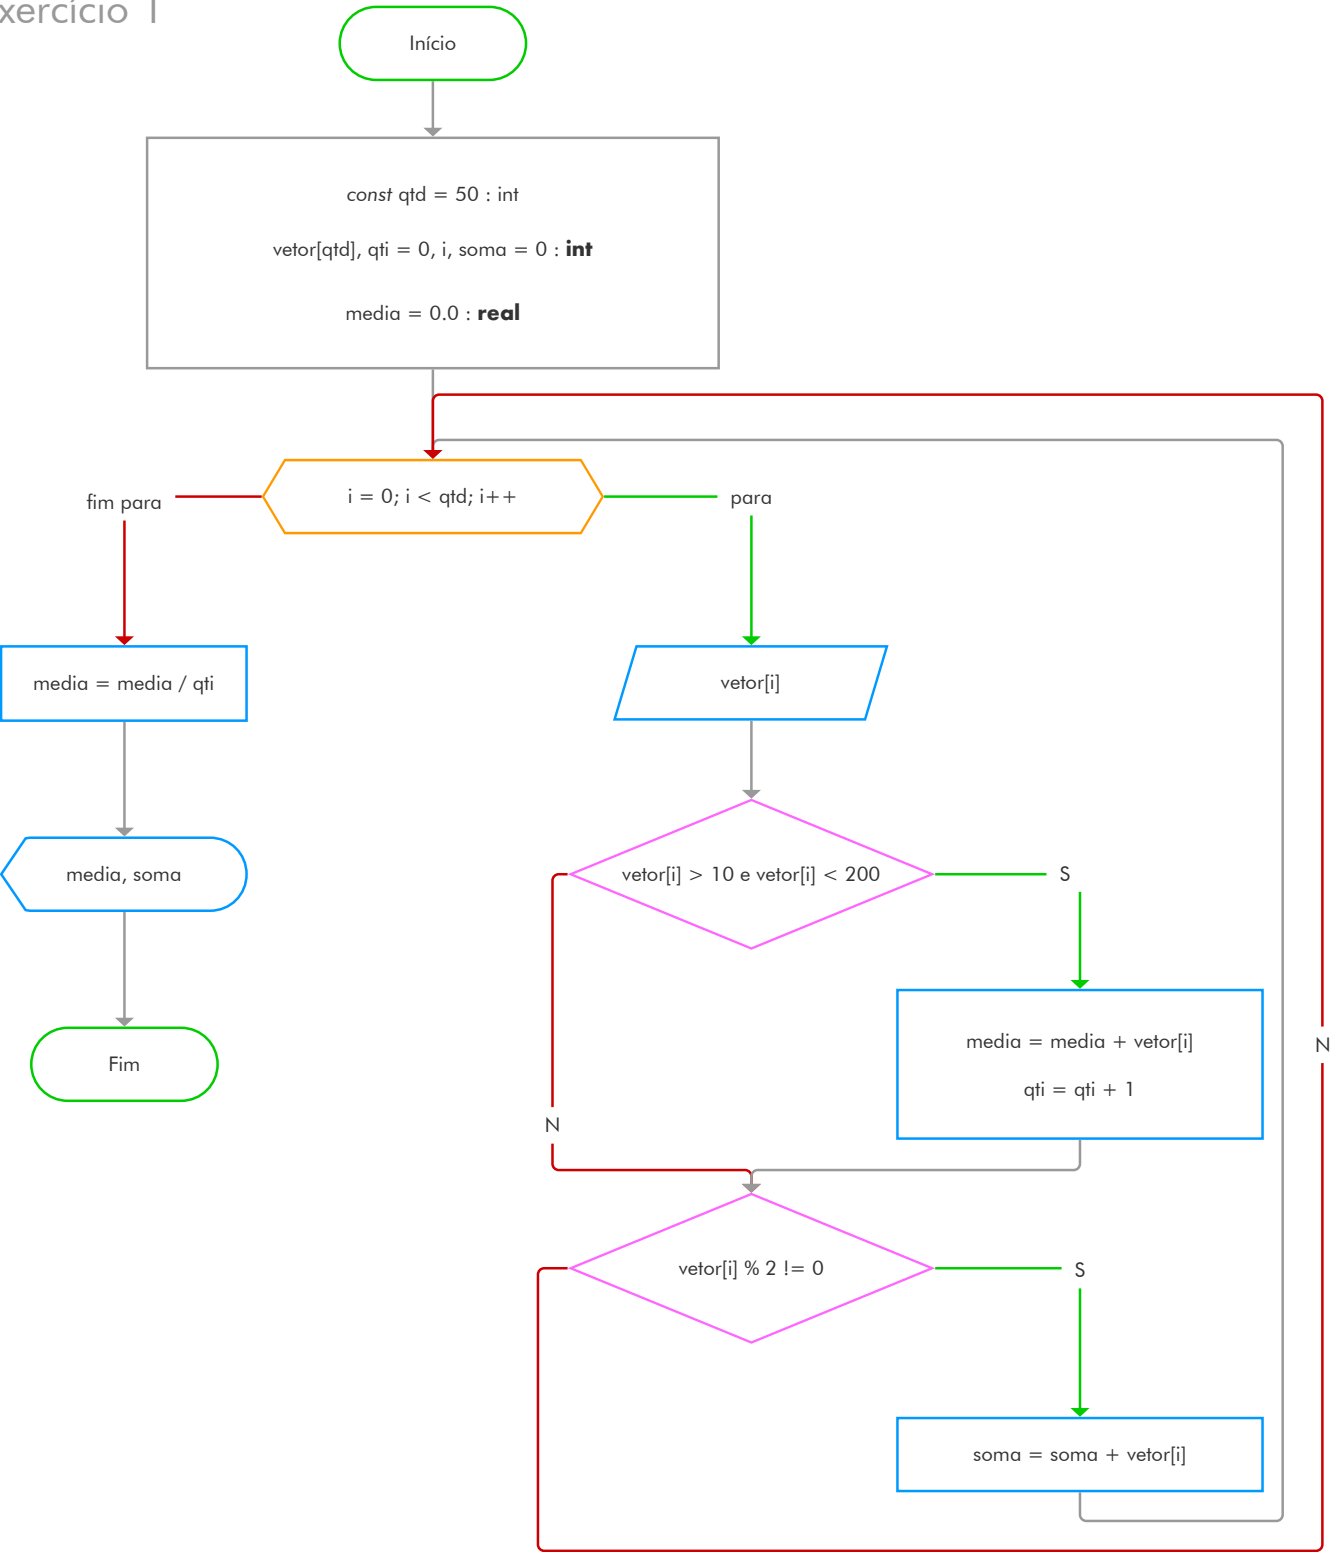 xercício 1
Início
const qtd = 50 : int
vetor[qtd], qti = 0, i, soma = 0 : int
media = 0.0 : real
i = 0; i < qtd; i++
fim para
para
media = media / qti
vetor[i]
media, soma
vetor[i] > 10 e vetor[i] < 200
S
media = media + vetor[i]
qti = qti + 1
N
Fim
N
vetor[i] % 2 != 0
S
soma = soma + vetor[i]